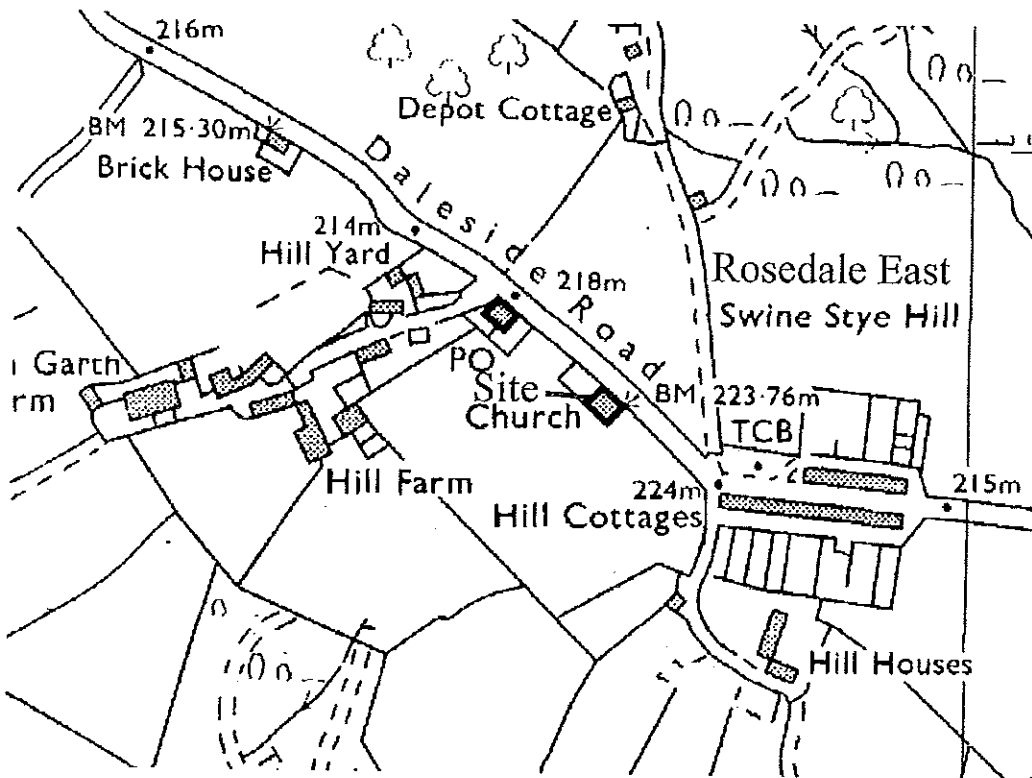 216m
Depot Cottage
BM 215·30m
Brick House
Daleside Road
214m
Hill Yard
218m
Rosedale East
Swine Stye Hill
Garth
rm
PO
Site
Church
BM 223·76m
TCB
Hill Farm
224m
215m
Hill Cottages
Hill Houses